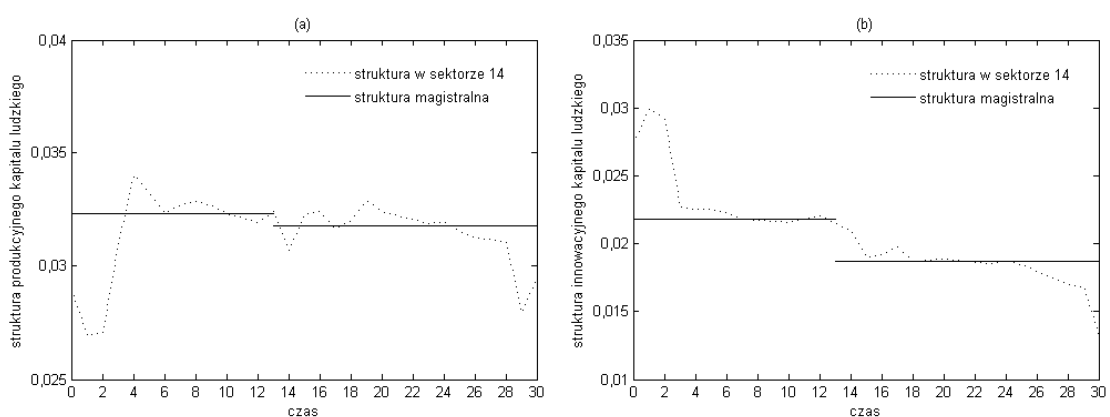 (a)
0,04
0,035
0,03
0,025
struktura produkcyjnego kapitalu ludzkiego
struktura w sektorze 14
struktura magistralna
0 2 4 6 8 10 12 14 16 18 20 22 24 26 28 30
czas
(b)
0,035
0,03
0,025
0,02
0,015
0,01
struktura innowacyjnego kapitalu ludzkiego
struktura w sektorze 14
struktura magistralna
0 2 4 6 8 10 12 14 16 18 20 22 24 26 28 30
czas